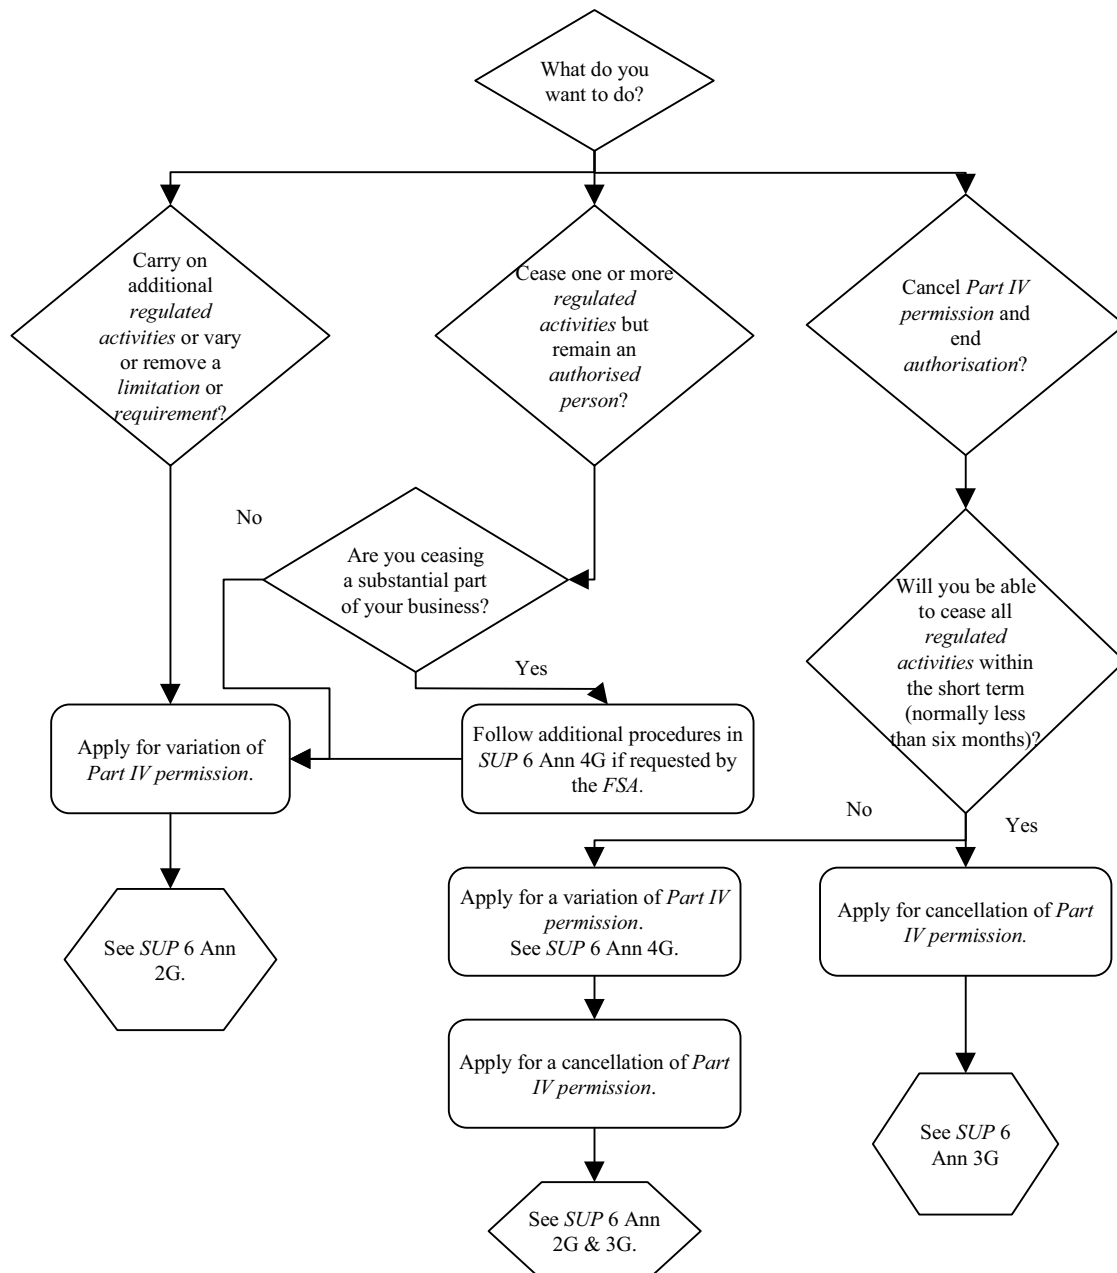 What do you
want to do?
Carry on
additional
regulated
activities or vary
or remove a
limitation or
requirement?
Cease one or more
regulated
activities but
remain an
authorised
person?
Cancel Part IV
permission and
end
authorisation?
No
Are you ceasing
a substantial part
of your business?
Yes
Will you be able
to cease all
regulated
activities within
the short term
(normally less
than six months)?
Apply for variation of
Part IV permission.
Follow additional procedures in
SUP 6 Ann 4G if requested by
the FSA.
No
Yes
See SUP 6 Ann
2G.
Apply for a variation of Part IV
permission.
See SUP 6 Ann 4G.
Apply for cancellation of Part
IV permission.
Apply for a cancellation of Part
IV permission.
See SUP 6
Ann 3G
See SUP 6 Ann
2G & 3G.